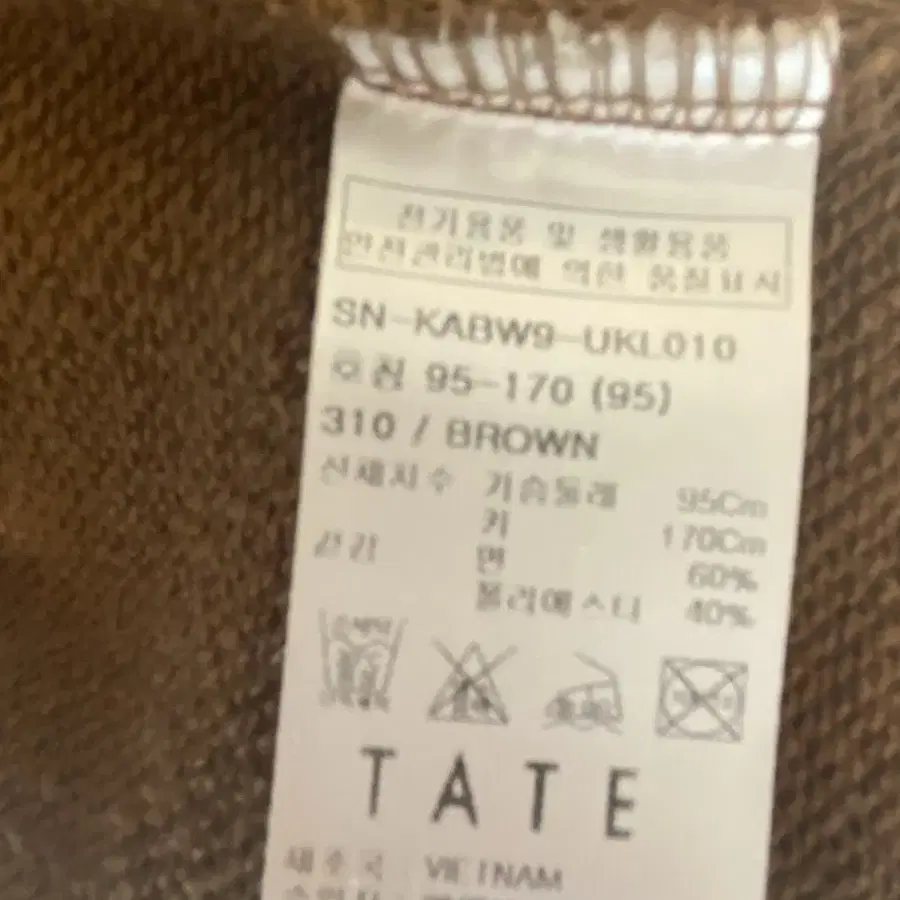 전기용품 및 생활용품
안전관리법에 의한 품질표시
SN-KABW9-UKL010
호칭 95-170 (95)
310 / BROWN
신체치수 가슴둘레 95Cm
키 170Cm
면 60%
폴리에스터 40%
TATE
제조국 VIETNAM